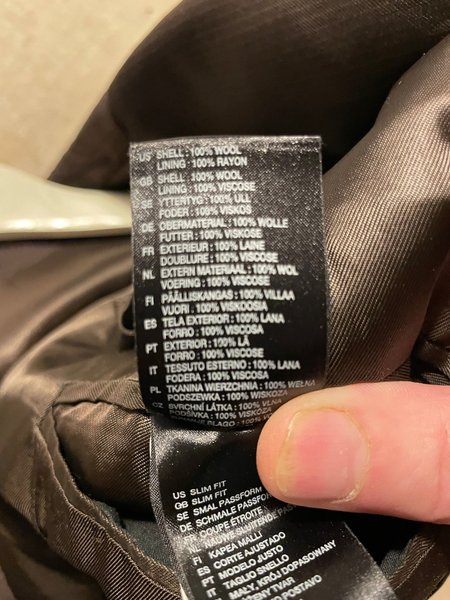 US SHELL : 100% WOOL
LINING : 100% RAYON
GB SHELL : 100% WOOL
LINING : 100% VISCOSE
SE YTTERTYG : 100% ULL
FODER : 100% VISKOS
DE OBERMATERIAL : 100% WOLLE
FUTTER : 100% VISKOSE
FR EXTERIEUR : 100% LAINE
DOUBLURE : 100% VISCOSE
NL EXTERN MATERIAAL : 100% WOL
VOERING : 100% VISCOSE
FI PÄÄLLISKANGAS : 100% VILLAA
VUORI : 100% VISKOOSIA
ES TELA EXTERIOR : 100% LANA
FORRO : 100% VISCOSA
PT EXTERIOR : 100% LÃ
FORRO : 100% VISCOSE
IT TESSUTO ESTERNO : 100% LANA
FODERA : 100% VISCOSA
PL TKANINA WIERZCHNIA : 100% WEŁNA
PODSZEWKA : 100% WISKOZA
CZ SVRCHNÍ LÁTKA : 100% VLNA
PODŠÍVKA : 100% VISKOZA
BLAGO : 100%
US SLIM FIT
GB SLIM FIT
SE SMAL PASSFORM
DE SCHMALE PASSFORM
COUPE ÉTROITE
FI KAPEA MALLI
ES CORTE AJUSTADO
PT MODELO JUSTO
IT TAGLIO SNELLO
PL MAŁY, KRÓJ DOPASOWANY
TVAR